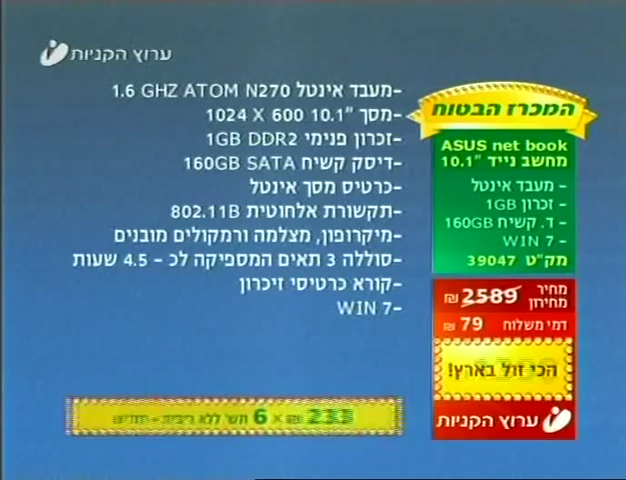 ערוץ הקניות
-מעבד אינטל 1.6 GHZ ATOM N270
-מסך "10.1 1024 X 600
-זכרון פנימי 1GB DDR2
-דיסק קשיח 160GB SATA
-כרטיס מסך אינטל
-תקשורת אלחוטית 802.11B
-מיקרופון, מצלמה ורמקולים מובנים
-סוללה 3 תאים המספיקה לכ - 4.5 שעות
-קורא כרטיסי זיכרון
-WIN 7
המכרז הבטוח
ASUS net book
מחשב נייד "10.1
- מעבד אינטל
- זכרון 1GB
- ד. קשיח 160GB
- WIN 7
מק"ט 39047
מחיר מחירון 2589 ₪
דמי משלוח 79 ₪
הכי זול בארץ!
ערוץ הקניות
233 ₪ X 6 תש' ללא ריבית